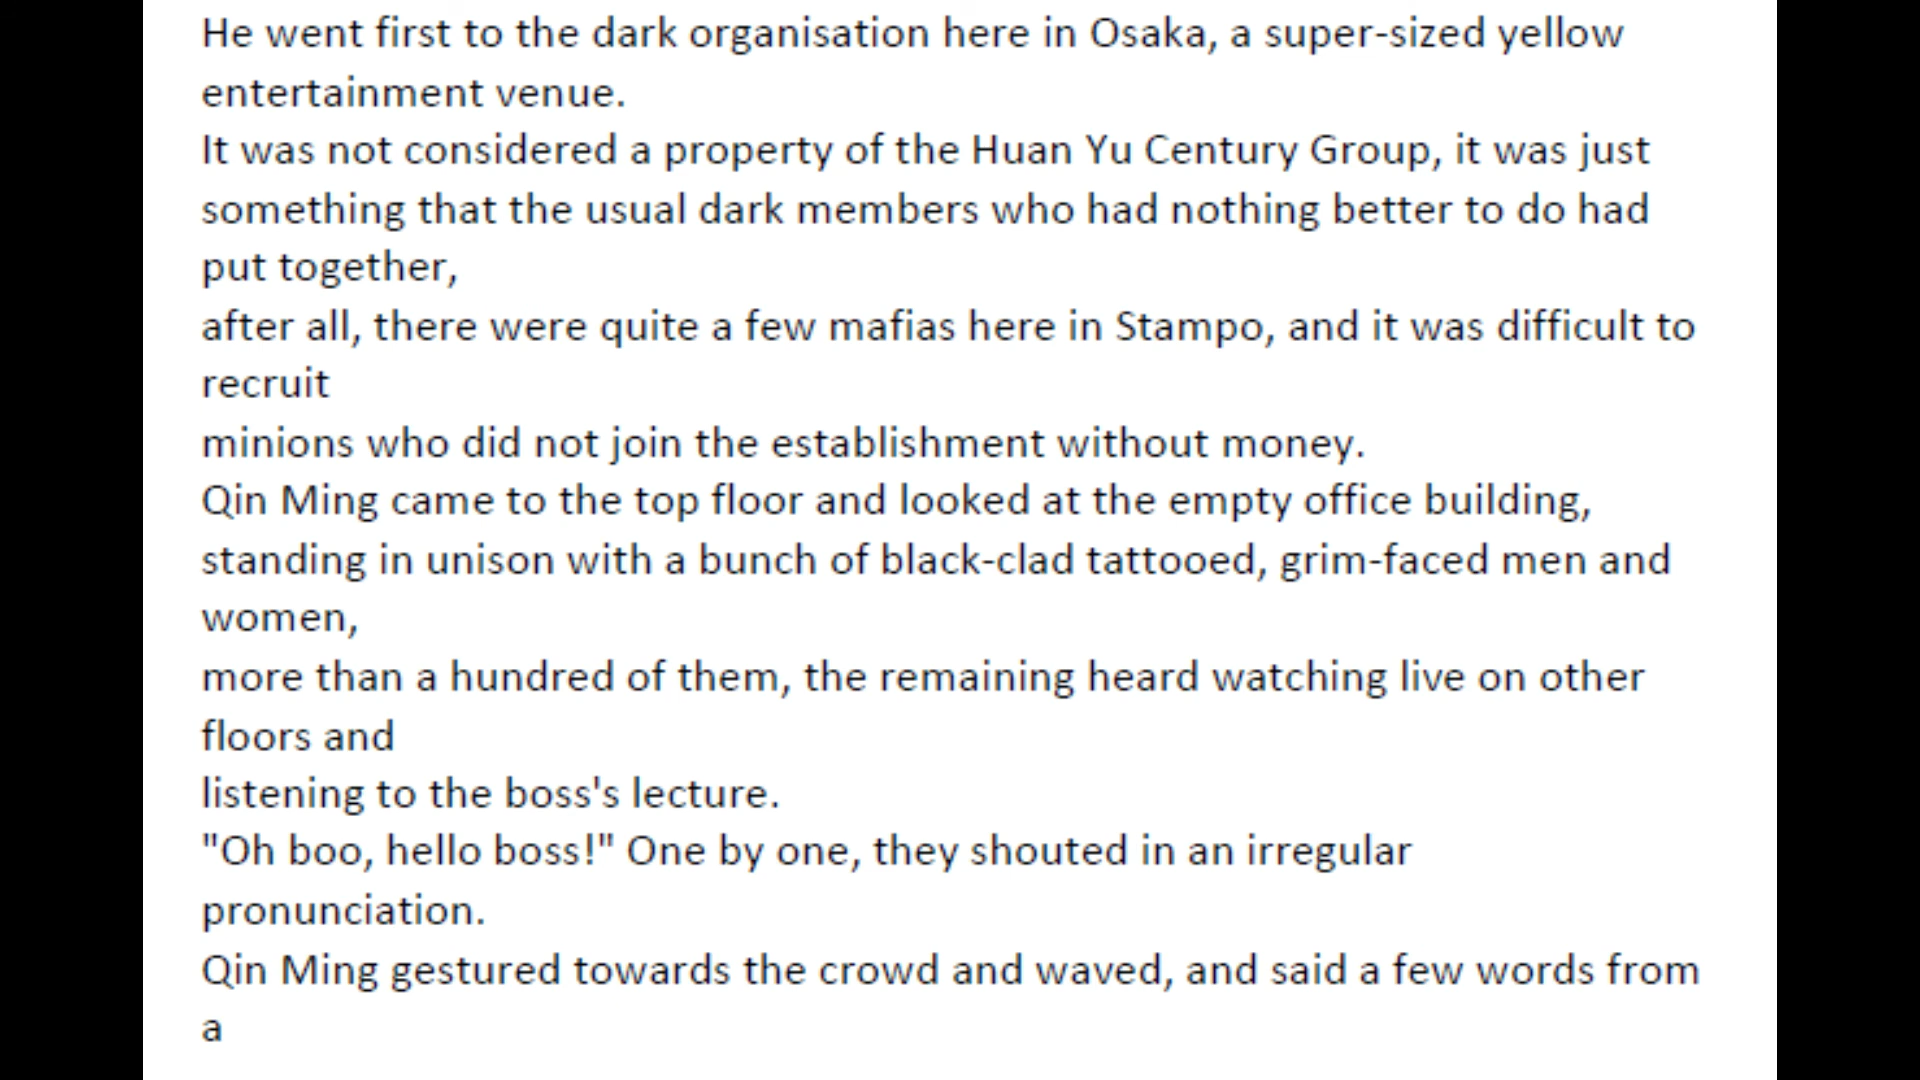 He went first to the dark organisation here in Osaka, a super-sized yellow
entertainment venue.
It was not considered a property of the Huan Yu Century Group, it was just
something that the usual dark members who had nothing better to do had
put together,
after all, there were quite a few mafias here in Stampo, and it was difficult to
recruit
minions who did not join the establishment without money.
Qin Ming came to the top floor and looked at the empty office building,
standing in unison with a bunch of black-clad tattooed, grim-faced men and
women,
more than a hundred of them, the remaining heard watching live on other
floors and
listening to the boss's lecture.
"Oh boo, hello boss!" One by one, they shouted in an irregular
pronunciation.
Qin Ming gestured towards the crowd and waved, and said a few words from
a